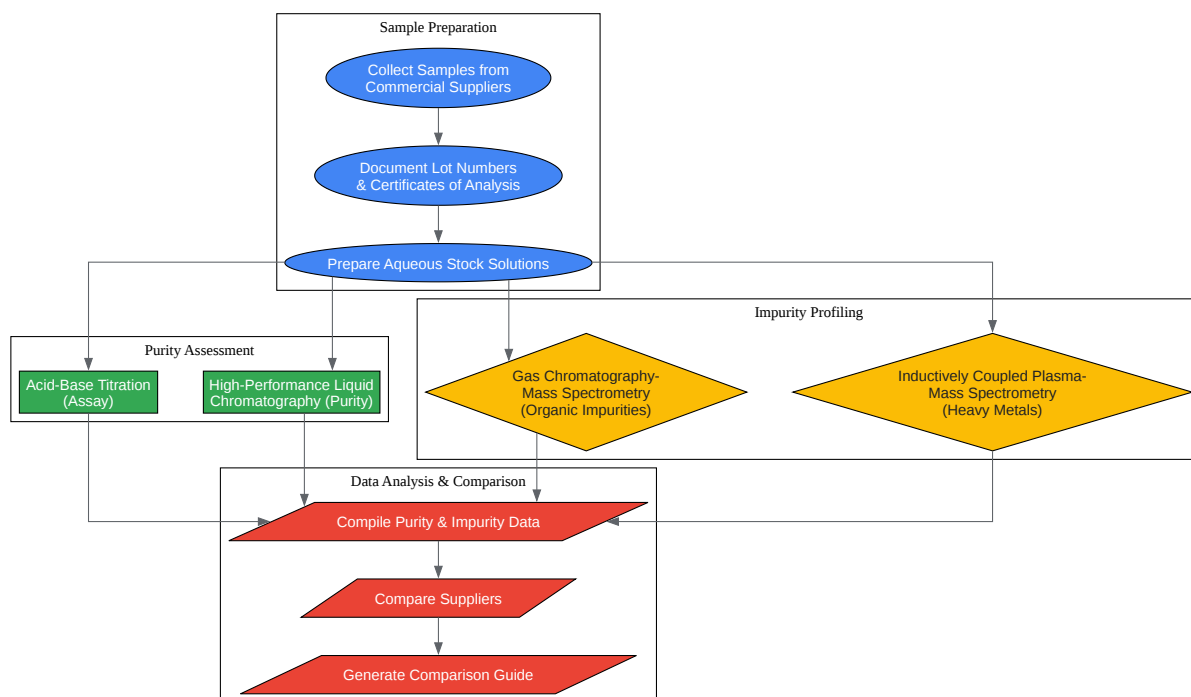 Sample Preparation
Collect Samples from
Commercial Suppliers
Document Lot Numbers
& Certificates of Analysis
Prepare Aqueous Stock Solutions
Impurity Profiling
Purity Assessment
Acid-Base Titration
(Assay)
High-Performance Liquid
Chromatography (Purity)
Gas Chromatography-
Mass Spectrometry
(Organic Impurities)
Inductively Coupled Plasma-
Mass Spectrometry
(Heavy Metals)
Data Analysis & Comparison
Compile Purity & Impurity Data
Compare Suppliers
Generate Comparison Guide